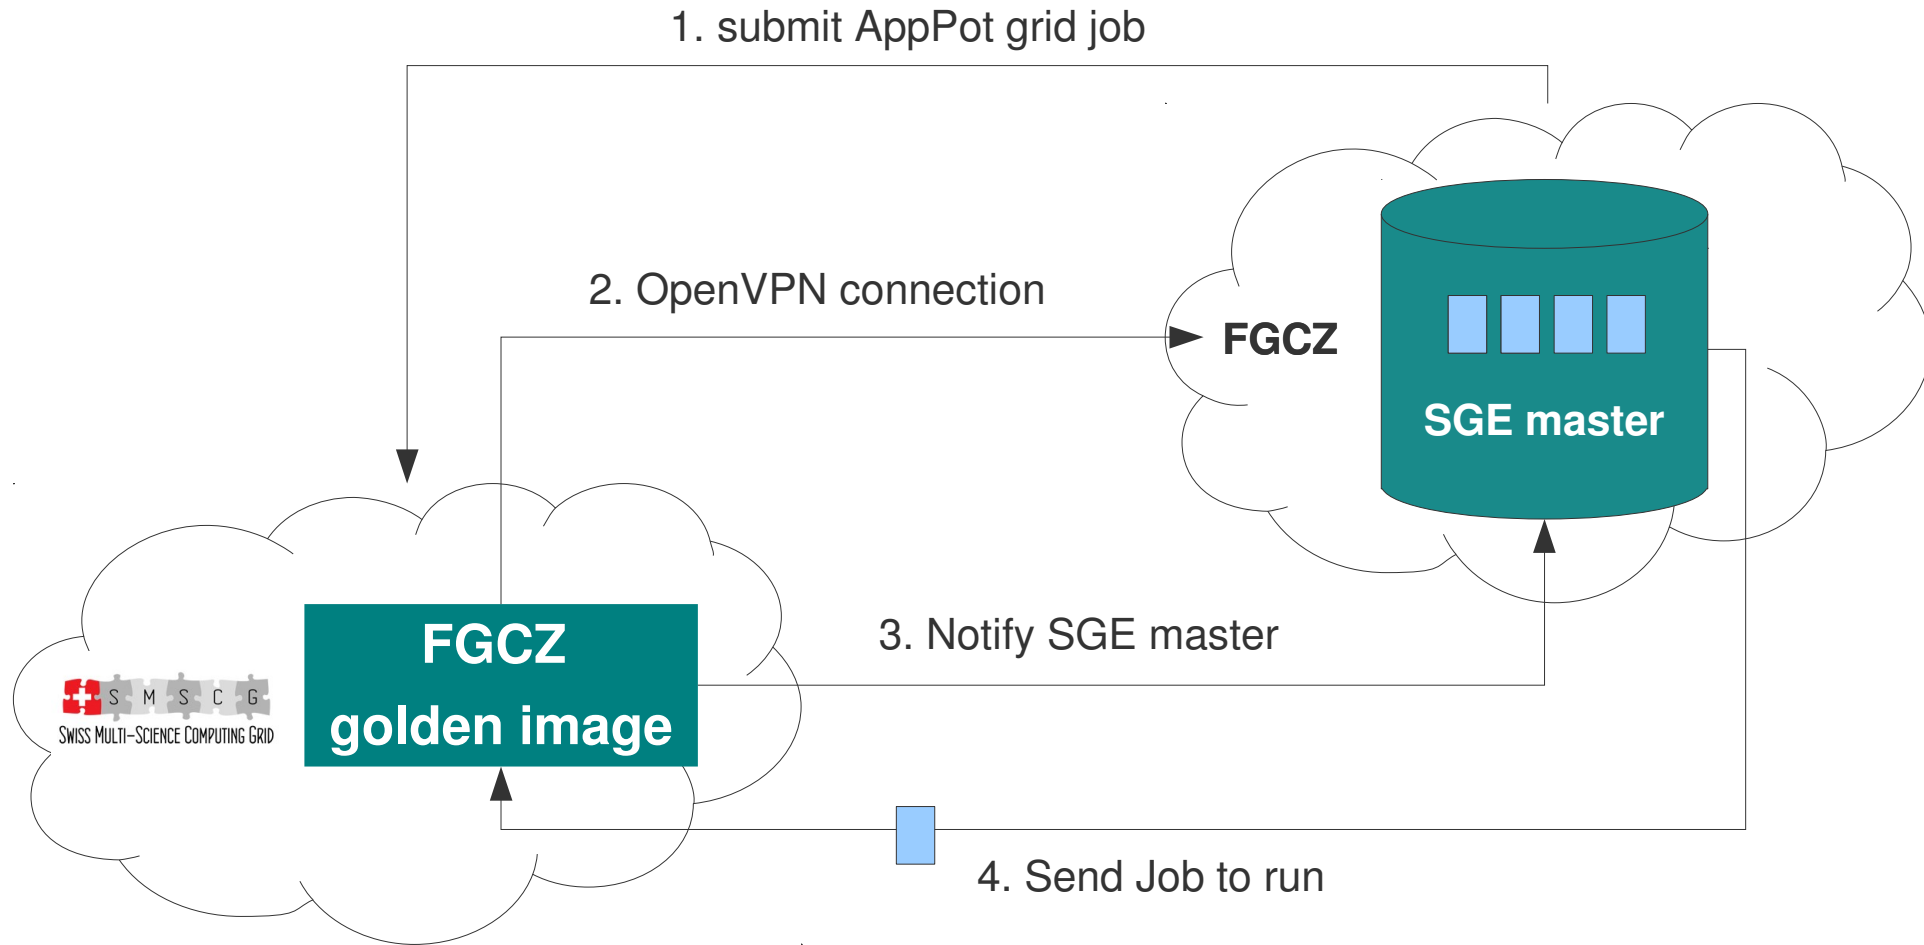 1. submit AppPot grid job
2. OpenVPN connection
FGCZ
SGE master
FGCZ
golden image
3. Notify SGE master
S M S C G
SWISS MULTI-SCIENCE COMPUTING GRID
4. Send Job to run